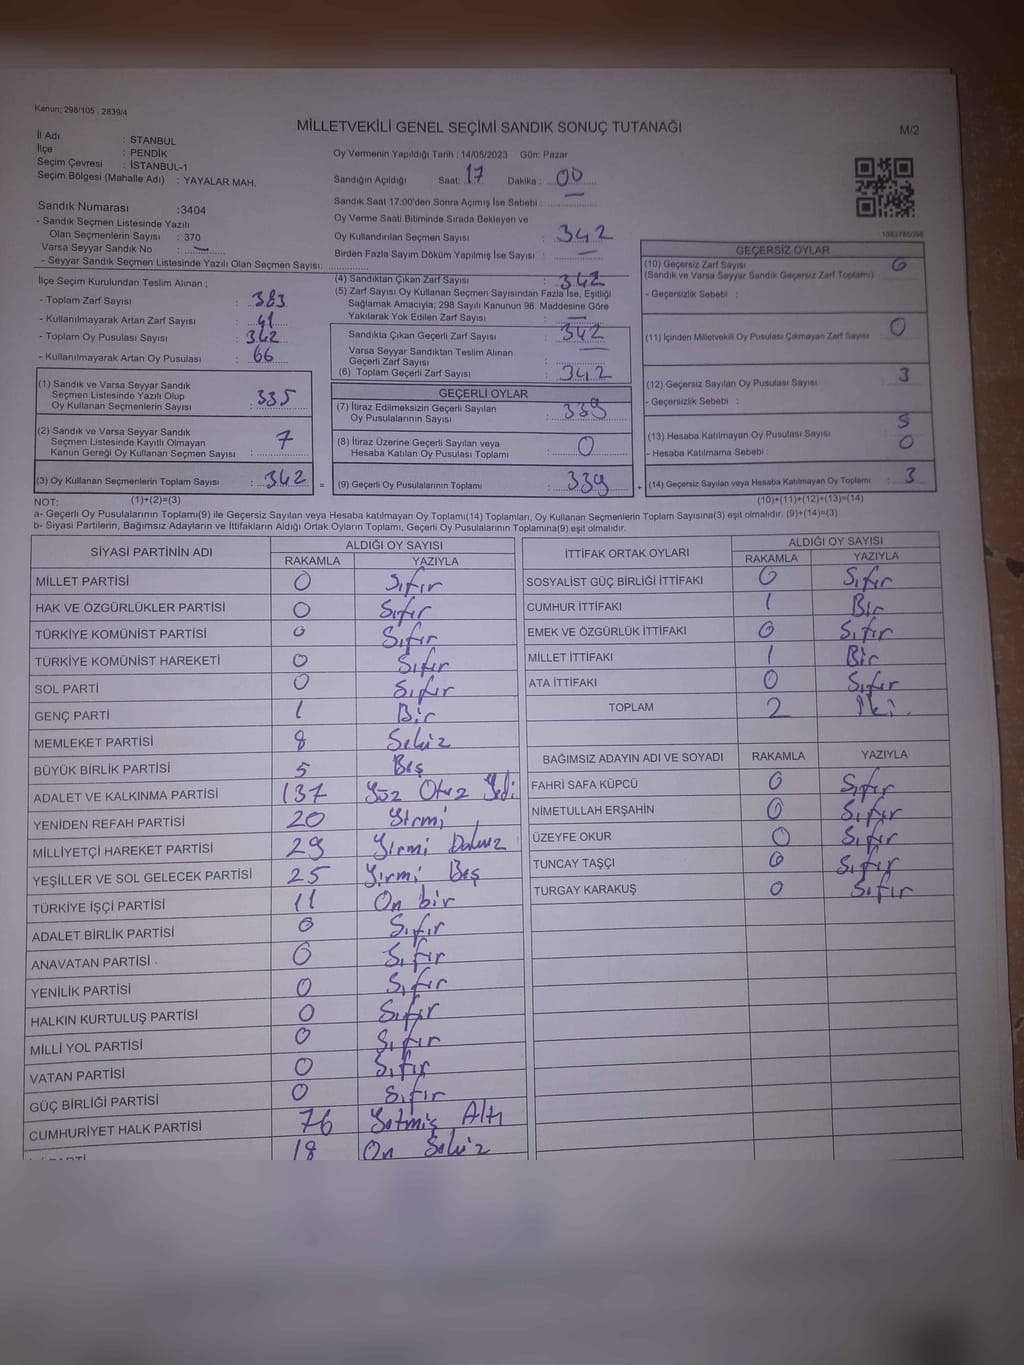 Kanun: 298/105 , 2839/4
MİLLETVEKİLİ GENEL SEÇİMİ SANDIK SONUÇ TUTANAĞI
M/2
İl Adı : STANBUL
İlçe : PENDİK
Seçim Çevresi : İSTANBUL-1
Seçim Bölgesi (Mahalle Adı) : YAYALAR MAH.
Oy Vermenin Yapıldığı Tarih : 14/05/2023 Gün: Pazar
Sandığın Açıldığı Saat: 17 Dakika : 00
Sandık Saat 17:00'den Sonra Açımış İse Sebebi : —
Oy Verme Saati Bitiminde Sırada Bekleyen ve
Oy Kullandırılan Seçmen Sayısı : 342
Birden Fazla Sayım Döküm Yapılmış İse Sayısı : —
1083785098
Sandık Numarası :3404
- Sandık Seçmen Listesinde Yazılı
Olan Seçmenlerin Sayısı : 370
Varsa Seyyar Sandık No : —
- Seyyar Sandık Seçmen Listesinde Yazılı Olan Seçmen Sayısı:
İlçe Seçim Kurulundan Teslim Alınan :
- Toplam Zarf Sayısı : 383
- Kullanılmayarak Artan Zarf Sayısı : 41
- Toplam Oy Pusulası Sayısı : 342
- Kullanılmayarak Artan Oy Pusulası : 66
(1) Sandık ve Varsa Seyyar Sandık
Seçmen Listesinde Yazılı Olup
Oy Kullanan Seçmenlerin Sayısı : 335
(2) Sandık ve Varsa Seyyar Sandık
Seçmen Listesinde Kayıtlı Olmayan
Kanun Gereği Oy Kullanan Seçmen Sayısı : 7
(3) Oy Kullanan Seçmenlerin Toplam Sayısı : 342
(4) Sandıktan Çıkan Zarf Sayısı : 342
(5) Zarf Sayısı Oy Kullanan Seçmen Sayısından Fazla İse, Eşitliği
Sağlamak Amacıyla; 298 Sayılı Kanunun 98. Maddesine Göre
Yakılarak Yok Edilen Zarf Sayısı : —
Sandıkta Çıkan Geçerli Zarf Sayısı : 342
Varsa Seyyar Sandıktan Teslim Alınan
Geçerli Zarf Sayısı : —
(6) Toplam Geçerli Zarf Sayısı : 342
GEÇERLİ OYLAR
(7) İtiraz Edilmeksizin Geçerli Sayılan
Oy Pusulalarının Sayısı : 339
(8) İtiraz Üzerine Geçerli Sayılan veya
Hesaba Katılan Oy Pusulası Toplamı : 0
= (9) Geçerli Oy Pusulalarının Toplamı : 339
GEÇERSİZ OYLAR
(10) Geçersiz Zarf Sayısı : 0
(Sandık ve Varsa Seyyar Sandık Geçersiz Zarf Toplamı)
- Geçersizlik Sebebi :
(11) İçinden Milletvekili Oy Pusulası Çıkmayan Zarf Sayısı : 0
(12) Geçersiz Sayılan Oy Pusulası Sayısı : 3
- Geçersizlik Sebebi :
(13) Hesaba Katılmayan Oy Pusulası Sayısı : 0
- Hesaba Katılmama Sebebi :
+ (14) Geçersiz Sayılan veya Hesaba Katılmayan Oy Toplamı : 3
NOT: (1)+(2)=(3) (10)+(11)+(12)+(13)=(14)
a- Geçerli Oy Pusulalarının Toplamı(9) ile Geçersiz Sayılan veya Hesaba katılmayan Oy Toplamı(14) Toplamları, Oy Kullanan Seçmenlerin Toplam Sayısına(3) eşit olmalıdır. (9)+(14)=(3)
b- Siyasi Partilerin, Bağımsız Adayların ve İttifakların Aldığı Ortak Oyların Toplamı, Geçerli Oy Pusulalarının Toplamına(9) eşit olmalıdır.
SİYASİ PARTİNİN ADI ALDIĞI OY SAYISI
RAKAMLA YAZIYLA
MİLLET PARTİSİ 0 Sıfır
HAK VE ÖZGÜRLÜKLER PARTİSİ 0 Sıfır
TÜRKİYE KOMÜNİST PARTİSİ 0 Sıfır
TÜRKİYE KOMÜNİST HAREKETİ 0 Sıfır
SOL PARTİ 0 Sıfır
GENÇ PARTİ 1 Bir
MEMLEKET PARTİSİ 8 Sekiz
BÜYÜK BİRLİK PARTİSİ 5 Beş
ADALET VE KALKINMA PARTİSİ 137 Yüz Otuz Yedi
YENİDEN REFAH PARTİSİ 20 Yirmi
MİLLİYETÇİ HAREKET PARTİSİ 29 Yirmi Dokuz
YEŞİLLER VE SOL GELECEK PARTİSİ 25 Yirmi Beş
TÜRKİYE İŞÇİ PARTİSİ 11 On bir
ADALET BİRLİK PARTİSİ 0 Sıfır
ANAVATAN PARTİSİ 0 Sıfır
YENİLİK PARTİSİ 0 Sıfır
HALKIN KURTULUŞ PARTİSİ 0 Sıfır
MİLLİ YOL PARTİSİ 0 Sıfır
VATAN PARTİSİ 0 Sıfır
GÜÇ BİRLİĞİ PARTİSİ 0 Sıfır
CUMHURİYET HALK PARTİSİ 76 Yetmiş Altı
18 On Sekiz
İTTİFAK ORTAK OYLARI ALDIĞI OY SAYISI
RAKAMLA YAZIYLA
SOSYALİST GÜÇ BİRLİĞİ İTTİFAKI 0 Sıfır
CUMHUR İTTİFAKI 1 Bir
EMEK VE ÖZGÜRLÜK İTTİFAKI 0 Sıfır
MİLLET İTTİFAKI 1 Bir
ATA İTTİFAKI 0 Sıfır
TOPLAM 2 İki.
BAĞIMSIZ ADAYIN ADI VE SOYADI RAKAMLA YAZIYLA
FAHRİ SAFA KÜPCÜ 0 Sıfır
NİMETULLAH ERŞAHİN 0 Sıfır
ÜZEYFE OKUR 0 Sıfır
TUNCAY TAŞÇI 0 Sıfır
TURGAY KARAKUŞ 0 Sıfır